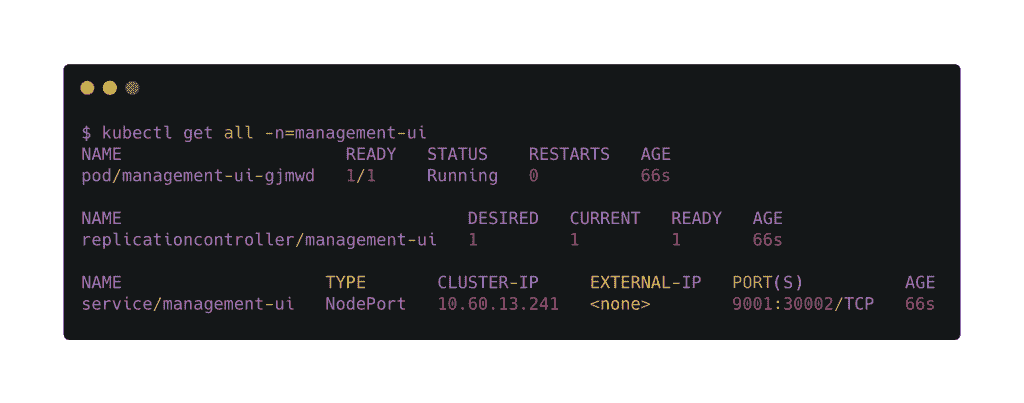 $ kubectl get all -n=management-ui
NAME READY STATUS RESTARTS AGE
pod/management-ui-gjmwd 1/1 Running 0 66s
NAME DESIRED CURRENT READY AGE
replicationcontroller/management-ui 1 1 1 66s
NAME TYPE CLUSTER-IP EXTERNAL-IP PORT(S) AGE
service/management-ui NodePort 10.60.13.241 <none> 9001:30002/TCP 66s